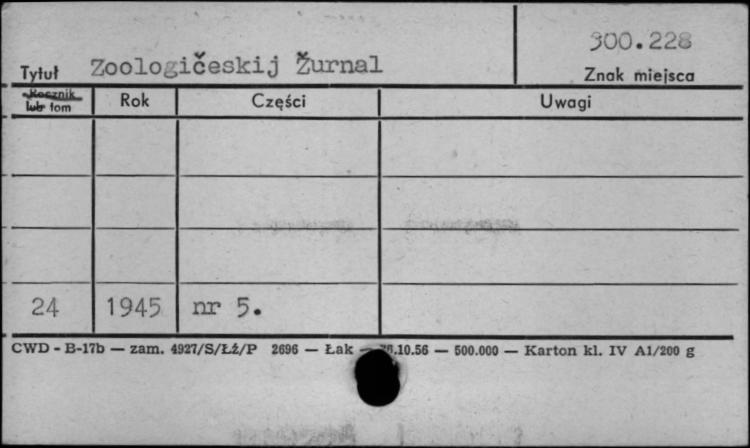 300.228
Tytuł Zoologičeskij Žurnal
Znak miejsca
Rocznik lub tom Rok Części Uwagi
24 1945 nr 5.
CWD - B-17b — zam. 4927/S/Łź/P 2696 — Łak — .10.56 — 500.000 — Karton kl. IV A1/200 g